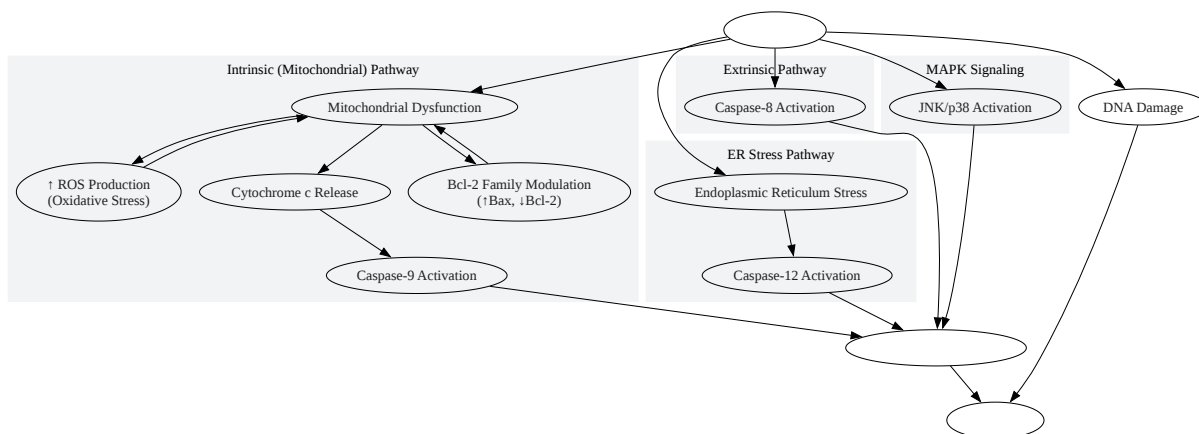 Intrinsic (Mitochondrial) Pathway
Extrinsic Pathway
MAPK Signaling
Mitochondrial Dysfunction
Caspase-8 Activation
JNK/p38 Activation
DNA Damage
ER Stress Pathway
↑ ROS Production
(Oxidative Stress)
Cytochrome c Release
Bcl-2 Family Modulation
(↑Bax, ↓Bcl-2)
Endoplasmic Reticulum Stress
Caspase-9 Activation
Caspase-12 Activation